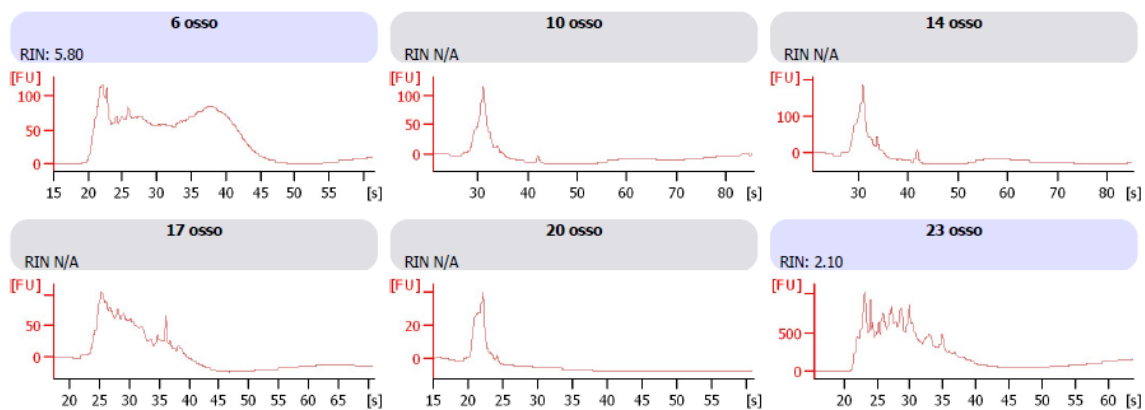 6 osso
RIN: 5.80
[FU]
100
50
0
15 20 25 30 35 40 45 50 55 [s]
10 osso
RIN N/A
[FU]
100
50
0
30 40 50 60 70 80 [s]
14 osso
RIN N/A
[FU]
100
0
30 40 50 60 70 80 [s]
17 osso
RIN N/A
[FU]
50
0
20 25 30 35 40 45 50 55 60 65 [s]
20 osso
RIN N/A
[FU]
20
0
15 20 25 30 35 40 45 50 55 [s]
23 osso
RIN: 2.10
[FU]
500
0
15 20 25 30 35 40 45 50 55 60 [s]